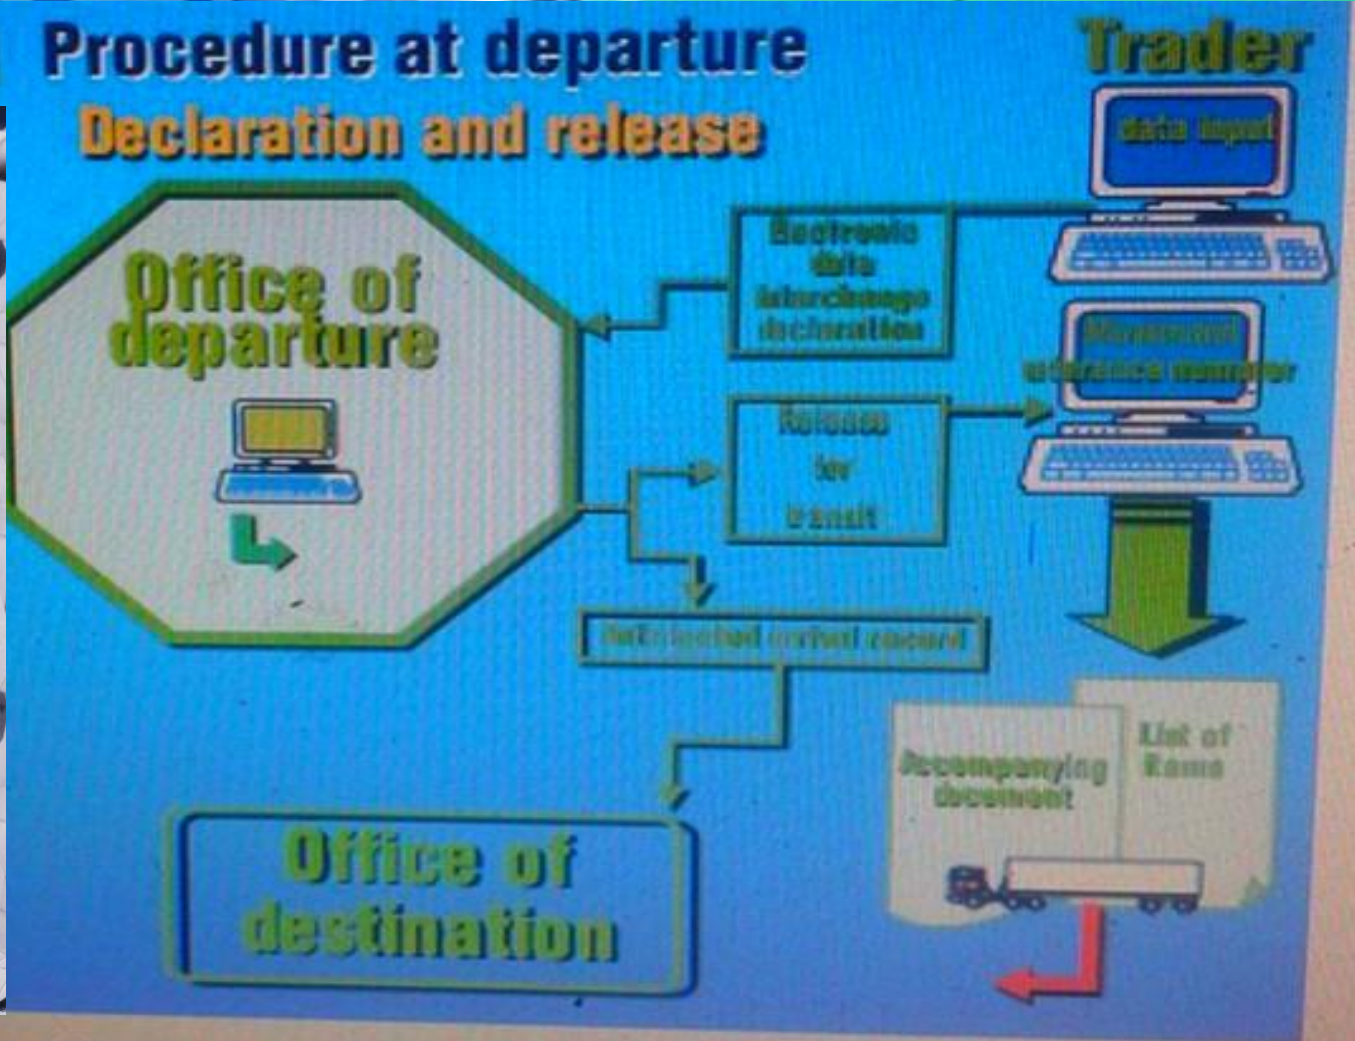 Procedure at departure
Trader
Declaration and release
data input
Office of
departure
Electronic
data
interchange
declaration
Movement
reference number
Release
for
transit
Anticipated arrival record
Accompanying
document
List of
Items
Office of
destination